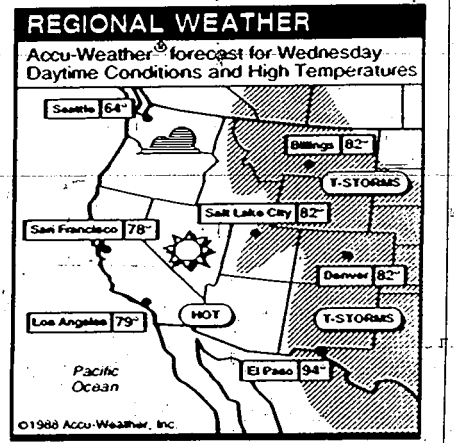 REGIONAL WEATHER
Accu-Weather® forecast for Wednesday
Daytime Conditions and High Temperatures
Seattle 64°
Billings 82°
T-STORMS
Salt Lake City 82°
San Francisco 78°
Denver 82°
HOT
Los Angeles 79°
T-STORMS
El Paso 94°
Pacific
Ocean
©1988 Accu-Weather, Inc.